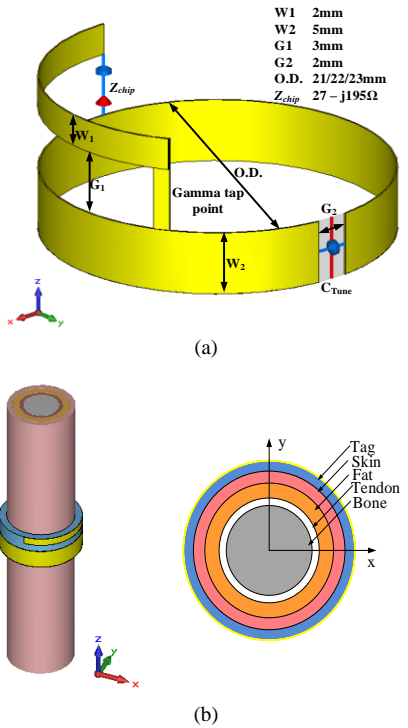 W1 2mm
W2 5mm
G1 3mm
G2 2mm
O.D. 21/22/23mm
Zchip 27 – j195Ω
Zchip
W1
G1
O.D.
Gamma tap
point
G2
W2
CTune
z
x
y
(a)
z
y
x
y
Tag
Skin
Fat
Tendon
Bone
x
(b)